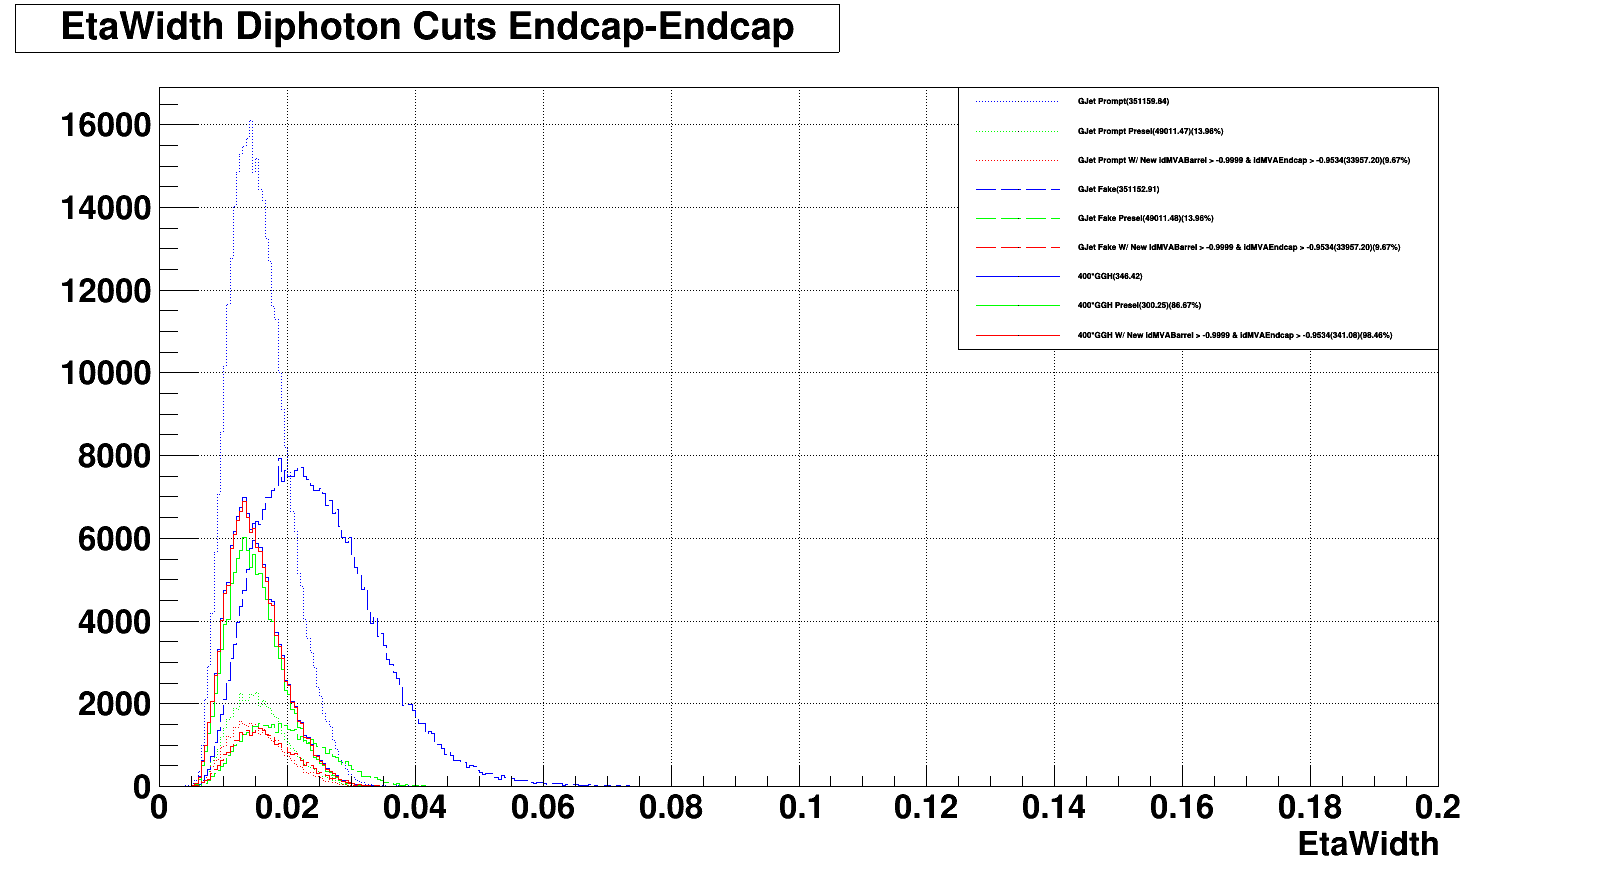 EtaWidth Diphoton Cuts Endcap-Endcap
GJet Prompt(351159.84)
GJet Prompt Presel(49011.47)(13.96%)
GJet Prompt W/ New idMVABarrel > -0.9999 & idMVAEndcap > -0.9534(33957.20)(9.67%)
GJet Fake(351152.91)
GJet Fake Presel(49011.48)(13.96%)
GJet Fake W/ New idMVABarrel > -0.9999 & idMVAEndcap > -0.9534(33957.20)(9.67%)
400*GGH(346.42)
400*GGH Presel(300.25)(86.67%)
400*GGH W/ New idMVABarrel > -0.9999 & idMVAEndcap > -0.9534(341.08)(98.46%)
16000
14000
12000
10000
8000
6000
4000
2000
0
0 0.02 0.04 0.06 0.08 0.1 0.12 0.14 0.16 0.18 0.2
EtaWidth